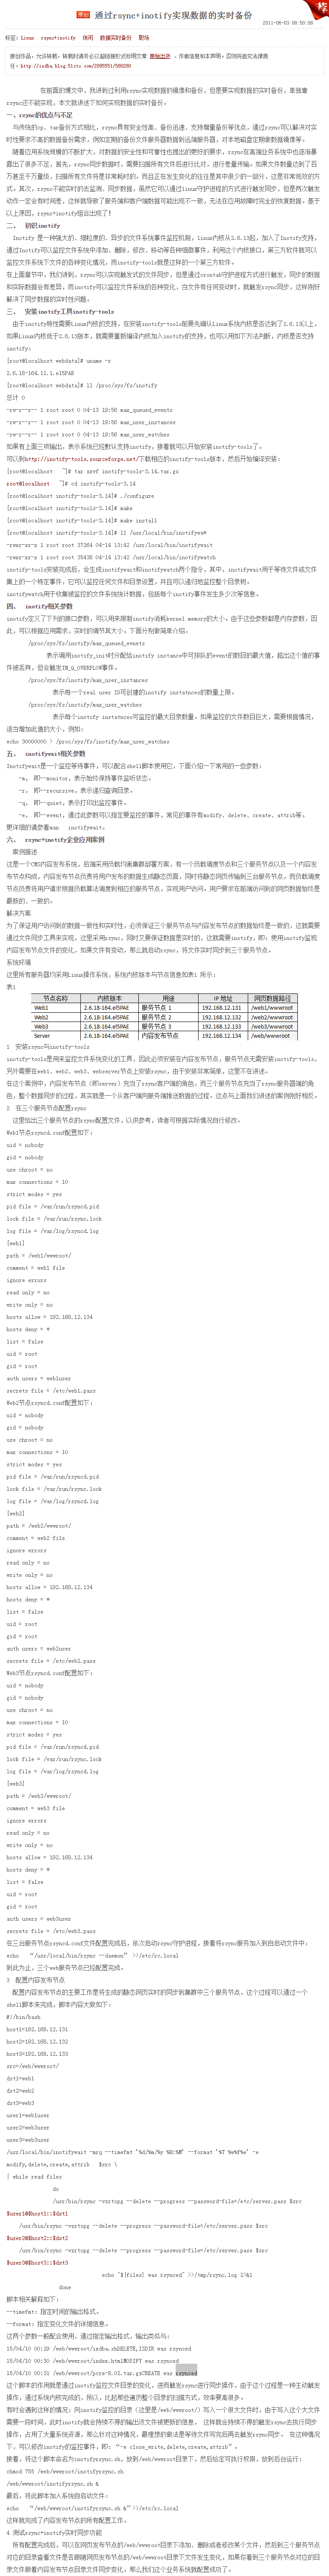 荐
原创 通过rsync+inotify实现数据的实时备份
2011-06-03 08:50:08
标签：Linux rsync+inotify 休闲 数据实时备份 职场
原创作品，允许转载，转载时请务必以超链接形式标明文章 原始出处 、作者信息和本声明。否则将追究法律责
任。http://ixdba.blog.51cto.com/2895551/580280
在前面的博文中，我讲到过利用rsync实现数据的镜像和备份，但是要实现数据的实时备份，单独靠
rsync还不能实现，本文就讲述下如何实现数据的实时备份。
一、rsync的优点与不足
与传统的cp、tar备份方式相比，rsync具有安全性高、备份迅速、支持增量备份等优点，通过rsync可以解决对实
时性要求不高的数据备份需求，例如定期的备份文件服务器数据到远端服务器，对本地磁盘定期做数据镜像等。
随着应用系统规模的不断扩大，对数据的安全性和可靠性也提出的更好的要求，rsync在高端业务系统中也逐渐暴
露出了很多不足，首先，rsync同步数据时，需要扫描所有文件后进行比对，进行差量传输。如果文件数量达到了百
万甚至千万量级，扫描所有文件将是非常耗时的。而且正在发生变化的往往是其中很少的一部分，这是非常低效的方
式。其次，rsync不能实时的去监测、同步数据，虽然它可以通过linux守护进程的方式进行触发同步，但是两次触发
动作一定会有时间差，这样就导致了服务端和客户端数据可能出现不一致，无法在应用故障时完全的恢复数据。基于
以上原因，rsync+inotify组合出现了！
二、 初识inotify
Inotify 是一种强大的、细粒度的、异步的文件系统事件监控机制，linux内核从2.6.13起，加入了Inotify支持，
通过Inotify可以监控文件系统中添加、删除，修改、移动等各种细微事件，利用这个内核接口，第三方软件就可以
监控文件系统下文件的各种变化情况，而inotify-tools就是这样的一个第三方软件。
在上面章节中，我们讲到，rsync可以实现触发式的文件同步，但是通过crontab守护进程方式进行触发，同步的数据
和实际数据会有差异，而inotify可以监控文件系统的各种变化，当文件有任何变动时，就触发rsync同步，这样刚好
解决了同步数据的实时性问题。
三、 安装inotify工具inotify-tools
由于inotify特性需要Linux内核的支持，在安装inotify-tools前要先确认Linux系统内核是否达到了2.6.13以上，
如果Linux内核低于2.6.13版本，就需要重新编译内核加入inotify的支持，也可以用如下方法判断，内核是否支持
inotify:
[root@localhost webdata]# uname -r
2.6.18-164.11.1.el5PAE
[root@localhost webdata]# ll /proc/sys/fs/inotify
总计 0
-rw-r--r-- 1 root root 0 04-13 19:56 max_queued_events
-rw-r--r-- 1 root root 0 04-13 19:56 max_user_instances
-rw-r--r-- 1 root root 0 04-13 19:56 max_user_watches
如果有上面三项输出，表示系统已经默认支持inotify，接着就可以开始安装inotify-tools了。
可以到http://inotify-tools.sourceforge.net/下载相应的inotify-tools版本，然后开始编译安装：
[root@localhost ~]# tar zxvf inotify-tools-3.14.tar.gz
root@localhost ~]# cd inotify-tools-3.14
[root@localhost inotify-tools-3.14]# ./configure
[root@localhost inotify-tools-3.14]# make
[root@localhost inotify-tools-3.14]# make install
[root@localhost inotify-tools-3.14]# ll /usr/local/bin/inotifywa*
-rwxr-xr-x 1 root root 37264 04-14 13:42 /usr/local/bin/inotifywait
-rwxr-xr-x 1 root root 35438 04-14 13:42 /usr/local/bin/inotifywatch
inotify-tools安装完成后，会生成inotifywait和inotifywatch两个指令，其中，inotifywait用于等待文件或文件
集上的一个特定事件，它可以监控任何文件和目录设置，并且可以递归地监控整个目录树。
inotifywatch用于收集被监控的文件系统统计数据，包括每个inotify事件发生多少次等信息。
四、 inotify相关参数
inotify定义了下列的接口参数，可以用来限制inotify消耗kernel memory的大小。由于这些参数都是内存参数，因
此，可以根据应用需求，实时的调节其大小。下面分别做简单介绍。
/proc/sys/fs/inotify/max_queued_evnets
表示调用inotify_init时分配给inotify instance中可排队的event的数目的最大值，超出这个值的事
件被丢弃，但会触发IN_Q_OVERFLOW事件。
/proc/sys/fs/inotify/max_user_instances
表示每一个real user ID可创建的inotify instatnces的数量上限。
/proc/sys/fs/inotify/max_user_watches
表示每个inotify instatnces可监控的最大目录数量。如果监控的文件数目巨大，需要根据情况，
适当增加此值的大小，例如：
echo 30000000 > /proc/sys/fs/inotify/max_user_watches
五、 inotifywait相关参数
Inotifywait是一个监控等待事件，可以配合shell脚本使用它，下面介绍一下常用的一些参数：
-m， 即--monitor，表示始终保持事件监听状态。
-r， 即--recursive，表示递归查询目录。
-q， 即--quiet，表示打印出监控事件。
-e， 即--event，通过此参数可以指定要监控的事件，常见的事件有modify、delete、create、attrib等。
更详细的请参看man inotifywait。
六、 rsync+inotify企业应用案例
案例描述
这是一个CMS内容发布系统，后端采用负载均衡集群部署方案，有一个负载调度节点和三个服务节点以及一个内容发
布节点构成，内容发布节点负责将用户发布的数据生成静态页面，同时将静态网页传输到三台服务节点，而负载调度
节点负责将用户请求根据负载算法调度到相应的服务节点，实现用户访问。用户要求在前端访问到的网页数据始终是
最新的、一致的。
解决方案
为了保证用户访问到的数据一致性和实时性，必须保证三个服务节点与内容发布节点的数据始终是一致的，这就需要
通过文件同步工具来实现，这里采用rsync，同时又要保证数据是实时的，这就需要inotify，即：使用inotify监视
内容发布节点文件的变化，如果文件有变动，那么就启动rsync，将文件实时同步到三个服务节点。
系统环境
这里所有服务器均采用Linux操作系统，系统内核版本与节点信息如表1所示：
表1
节点名称 内核版本 用途 IP 地址 网页数据路径
Web1 2.6.18-164.el5PAE 服务节点 1 192.168.12.131 /web1/wwwroot
Web2 2.6.18-164.el5PAE 服务节点 2 192.168.12.132 /web2/wwwroot
Web3 2.6.18-164.el5PAE 服务节点 3 192.168.12.133 /web3/wwwroot
Server 2.6.18-164.el5PAE 内容发布节点 192.168.12.134 /web/wwwroot
1 安装rsync与inotify-tools
inotify-tools是用来监控文件系统变化的工具，因此必须安装在内容发布节点，服务节点无需安装inotify-tools，
另外需要在web1、web2、web3、webserver节点上安装rsync，由于安装非常简单，这里不在讲述。
在这个案例中，内容发布节点（即server）充当了rsync客户端的角色，而三个服务节点充当了rsync服务器端的角
色，整个数据同步的过程，其实就是一个从客户端向服务端推送数据的过程。这点与上面我们讲述的案例刚好相反。
2 在三个服务节点配置rsync
这里给出三个服务节点的rsync配置文件，以供参考，读者可根据实际情况自行修改。
Web1节点rsyncd.conf配置如下：
uid = nobody
gid = nobody
use chroot = no
max connections = 10
strict modes = yes
pid file = /var/run/rsyncd.pid
lock file = /var/run/rsync.lock
log file = /var/log/rsyncd.log
[web1]
path = /web1/wwwroot/
comment = web1 file
ignore errors
read only = no
write only = no
hosts allow = 192.168.12.134
hosts deny = *
list = false
uid = root
gid = root
auth users = web1user
secrets file = /etc/web1.pass
Web2节点rsyncd.conf配置如下：
uid = nobody
gid = nobody
use chroot = no
max connections = 10
strict modes = yes
pid file = /var/run/rsyncd.pid
lock file = /var/run/rsync.lock
log file = /var/log/rsyncd.log
[web2]
path = /web2/wwwroot/
comment = web2 file
ignore errors
read only = no
write only = no
hosts allow = 192.168.12.134
hosts deny = *
list = false
uid = root
gid = root
auth users = web2user
secrets file = /etc/web2.pass
Web3节点rsyncd.conf配置如下：
uid = nobody
gid = nobody
use chroot = no
max connections = 10
strict modes = yes
pid file = /var/run/rsyncd.pid
lock file = /var/run/rsync.lock
log file = /var/log/rsyncd.log
[web3]
path = /web3/wwwroot/
comment = web3 file
ignore errors
read only = no
write only = no
hosts allow = 192.168.12.134
hosts deny = *
list = false
uid = root
gid = root
auth users = web3user
secrets file = /etc/web3.pass
在三台服务节点rsyncd.conf文件配置完成后，依次启动rsync守护进程，接着将rsync服务加入到自启动文件中：
echo “/usr/local/bin/rsync --daemon” >>/etc/rc.local
到此为止，三个web服务节点已经配置完成。
3 配置内容发布节点
配置内容发布节点的主要工作是将生成的静态网页实时的同步到集群中三个服务节点，这个过程可以通过一个
shell脚本来完成，脚本内容大致如下：
#!/bin/bash
host1=192.168.12.131
host2=192.168.12.132
host3=192.168.12.133
src=/web/wwwroot/
dst1=web1
dst2=web2
dst3=web3
user1=web1user
user2=web2user
user3=web3user
/usr/local/bin/inotifywait -mrq --timefmt '%d/%m/%y %H:%M' --format '%T %w%f%e' -e
modify,delete,create,attrib $src \
| while read files
do
/usr/bin/rsync -vzrtopg --delete --progress --password-file=/etc/server.pass $src
$user1@$host1::$dst1
/usr/bin/rsync -vzrtopg --delete --progress --password-file=/etc/server.pass $src
$user2@$host2::$dst2
/usr/bin/rsync -vzrtopg --delete --progress --password-file=/etc/server.pass $src
$user3@$host3::$dst3
echo "${files} was rsynced" >>/tmp/rsync.log 2>&1
done
脚本相关解释如下：
--timefmt：指定时间的输出格式。
--format：指定变化文件的详细信息。
这两个参数一般配合使用，通过指定输出格式，输出类似与：
15/04/10 00:29 /web/wwwroot/ixdba.shDELETE,ISDIR was rsynced
15/04/10 00:30 /web/wwwroot/index.htmlMODIFY was rsynced
15/04/10 00:31 /web/wwwroot/pcre-8.02.tar.gzCREATE was rsynced
这个脚本的作用就是通过inotify监控文件目录的变化，进而触发rsync进行同步操作，由于这个过程是一种主动触发
操作，通过系统内核完成的，所以，比起那些遍历整个目录的扫描方式，效率要高很多。
有时会遇到这样的情况：向inotify监控的目录（这里是/web/wwwroot/）写入一个很大文件时，由于写入这个大文件
需要一段时间，此时inotify就会持续不停的输出该文件被更新的信息， 这样就会持续不停的触发rsync去执行同步
操作，占用了大量系统资源，那么针对这种情况，最理想的做法是等待文件写完后再去触发rsync同步。 在这种情况
下，可以修改inotify的监控事件，即：“-e close_write,delete,create,attrib”。
接着，将这个脚本命名为inotifyrsync.sh，放到/web/wwwroot目录下，然后给定可执行权限，放到后台运行：
chmod 755 /web/wwwroot/inotifyrsync.sh
/web/wwwroot/inotifyrsync.sh &
最后，将此脚本加入系统自启动文件：
echo “/web/wwwroot/inotifyrsync.sh &” >>/etc/rc.local
这样就完成了内容发布节点的所有配置工作。
4 测试rsync+inotify实时同步功能
所有配置完成后，可以在网页发布节点的/web/wwwroot目录下添加、删除或者修改某个文件，然后到三个服务节点
对应的目录查看文件是否跟随网页发布节点的/web/wwwroot目录下文件发生变化，如果你看到三个服务节点对应的目
录文件跟着内容发布节点目录文件同步变化，那么我们这个业务系统就配置成功了。